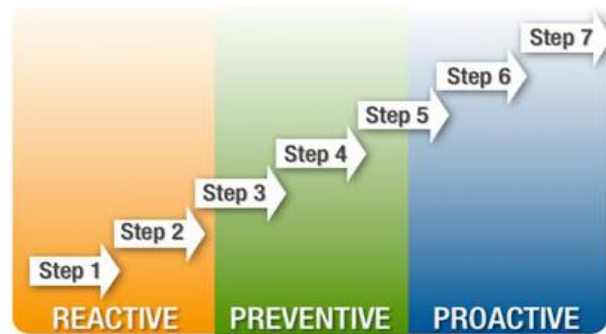 Step 7
Step 6
Step 5
Step 4
Step 3
Step 2
Step 1
REACTIVE PREVENTIVE PROACTIVE